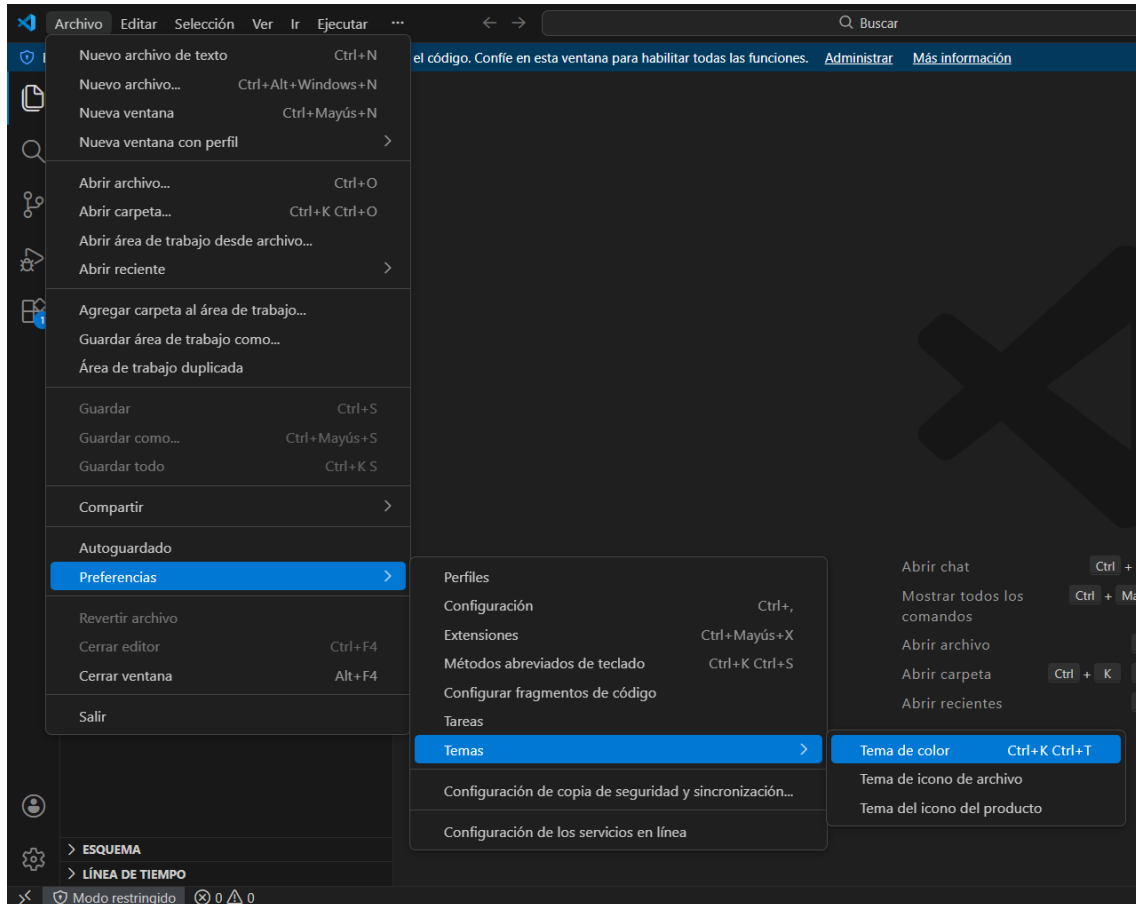 Archivo Editar Selección Ver Ir Ejecutar ··· Buscar
el código. Confíe en esta ventana para habilitar todas las funciones. Administrar Más información
Nuevo archivo de texto Ctrl+N
Nuevo archivo... Ctrl+Alt+Windows+N
Nueva ventana Ctrl+Mayús+N
Nueva ventana con perfil
Abrir archivo... Ctrl+O
Abrir carpeta... Ctrl+K Ctrl+O
Abrir área de trabajo desde archivo...
Abrir reciente
1
Agregar carpeta al área de trabajo...
Guardar área de trabajo como...
Área de trabajo duplicada
Guardar Ctrl+S
Guardar como... Ctrl+Mayús+S
Guardar todo Ctrl+K S
Compartir
Autoguardado
Preferencias
Revertir archivo
Cerrar editor Ctrl+F4
Cerrar ventana Alt+F4
Salir
Perfiles
Configuración Ctrl+,
Extensiones Ctrl+Mayús+X
Métodos abreviados de teclado Ctrl+K Ctrl+S
Configurar fragmentos de código
Tareas
Temas
Configuración de copia de seguridad y sincronización...
Configuración de los servicios en línea
Abrir chat Ctrl +
Mostrar todos los Ctrl + Ma
comandos
Abrir archivo
Abrir carpeta Ctrl + K
Abrir recientes
Tema de color Ctrl+K Ctrl+T
Tema de icono de archivo
Tema del icono del producto
ESQUEMA
LÍNEA DE TIEMPO
Modo restringido 0 0